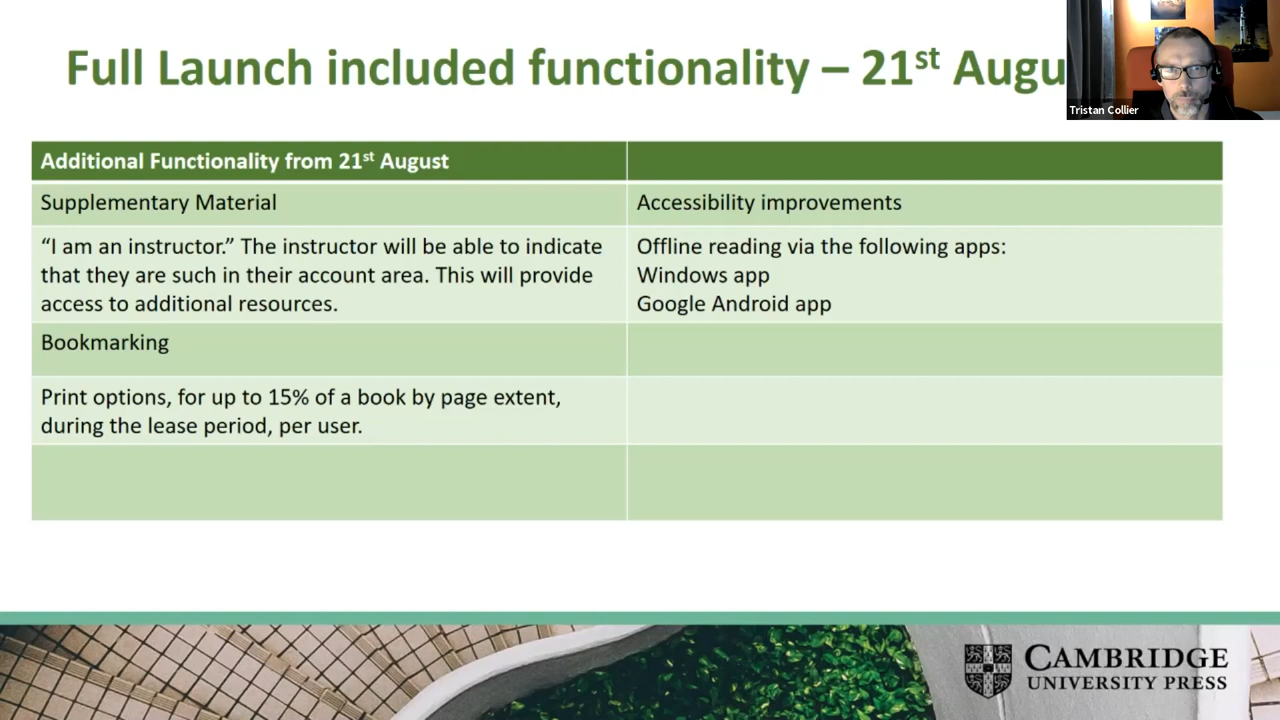 Full Launch included functionality – 21st Augu
Tristan Collier
Additional Functionality from 21st August
Supplementary Material
Accessibility improvements
“I am an instructor.” The instructor will be able to indicate
that they are such in their account area. This will provide
access to additional resources.
Offline reading via the following apps:
Windows app
Google Android app
Bookmarking
Print options, for up to 15% of a book by page extent,
during the lease period, per user.
CAMBRIDGE
UNIVERSITY PRESS